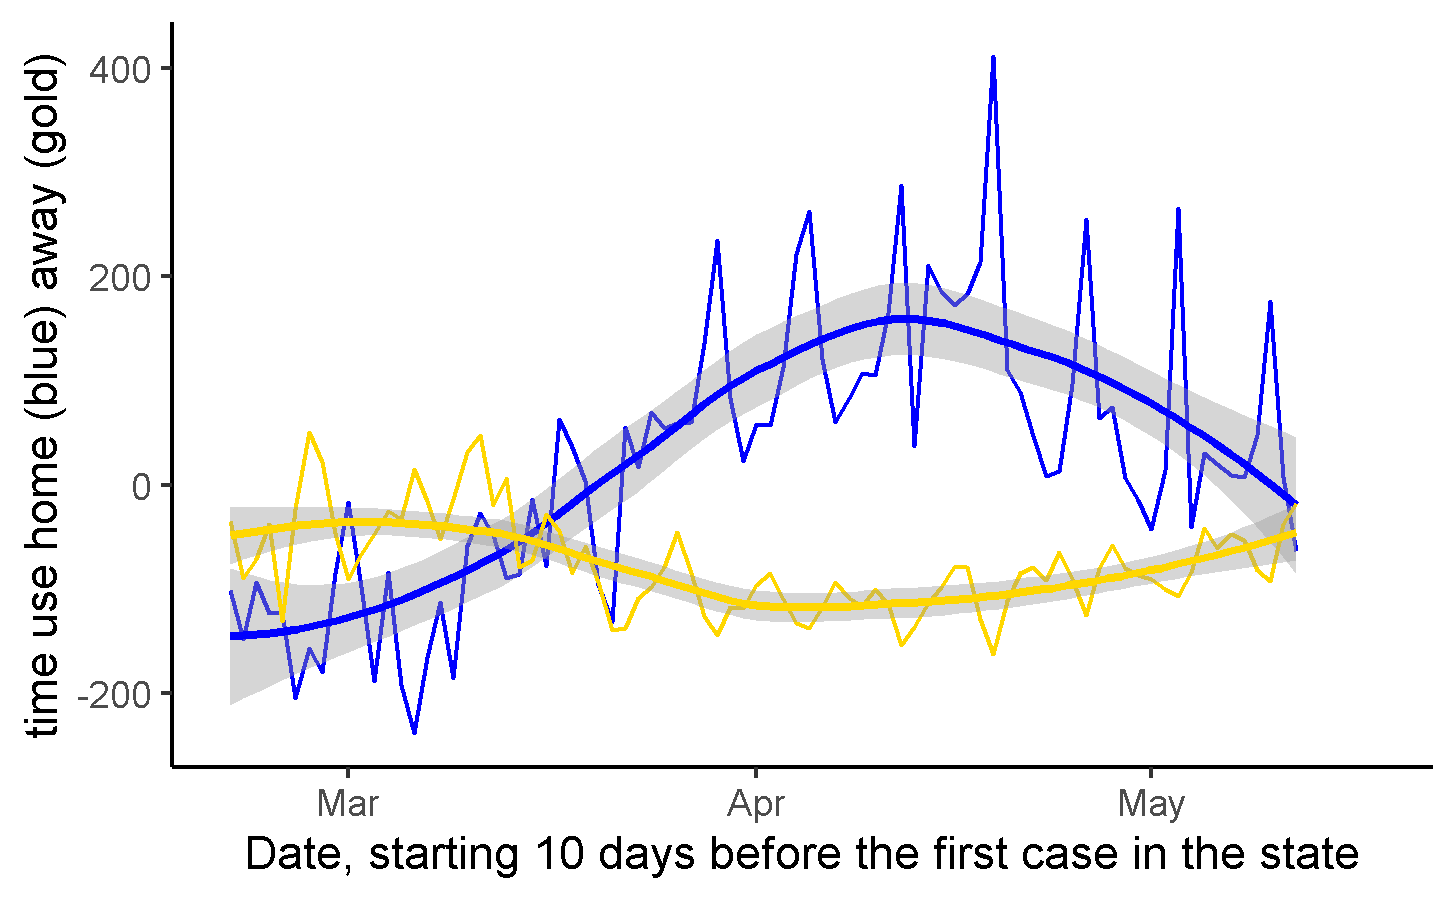 time use home (blue) away (gold)
400
200
0
-200
Mar
Apr
May
Date, starting 10 days before the first case in the state